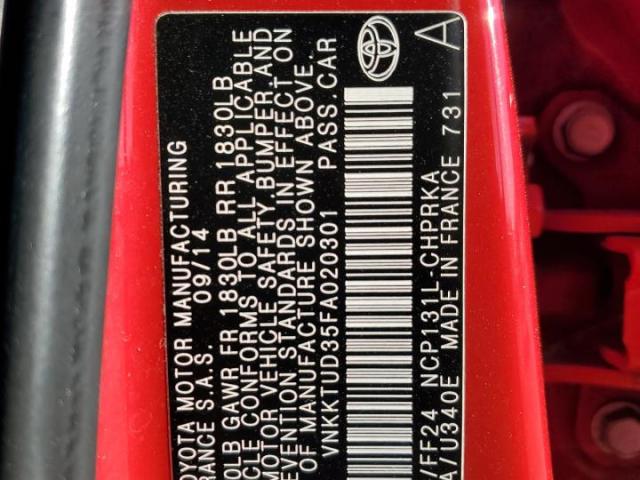 TOYOTA MOTOR MANUFACTURING
FRANCE S.A.S. 09/14
0LB GAWR FR 1830LB RR 1830LB
CLE CONFORMS TO ALL APPLICABLE
MOTOR VEHICLE SAFETY, BUMPER, AND
EVENTION STANDARDS IN EFFECT ON
OF MANUFACTURE SHOWN ABOVE.
VNKKTUD35FA020301 PASS. CAR
/FF24 NCP131L-CHPRKA
A/U340E MADE IN FRANCE 731
A